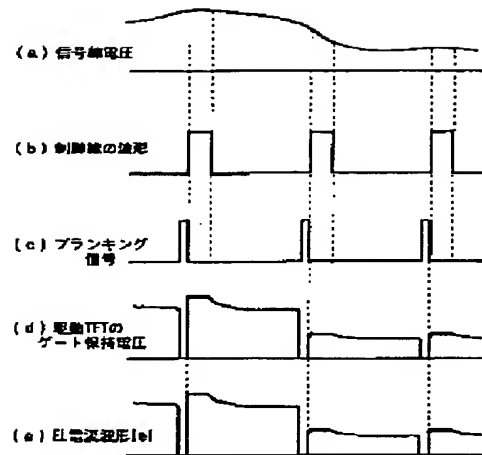 (a) 信号線電圧
(b) 制御線の波形
(c) ブランキング
信号
(d) 駆動TFTの
ゲート保持電圧
(e) EL電流波形Iel